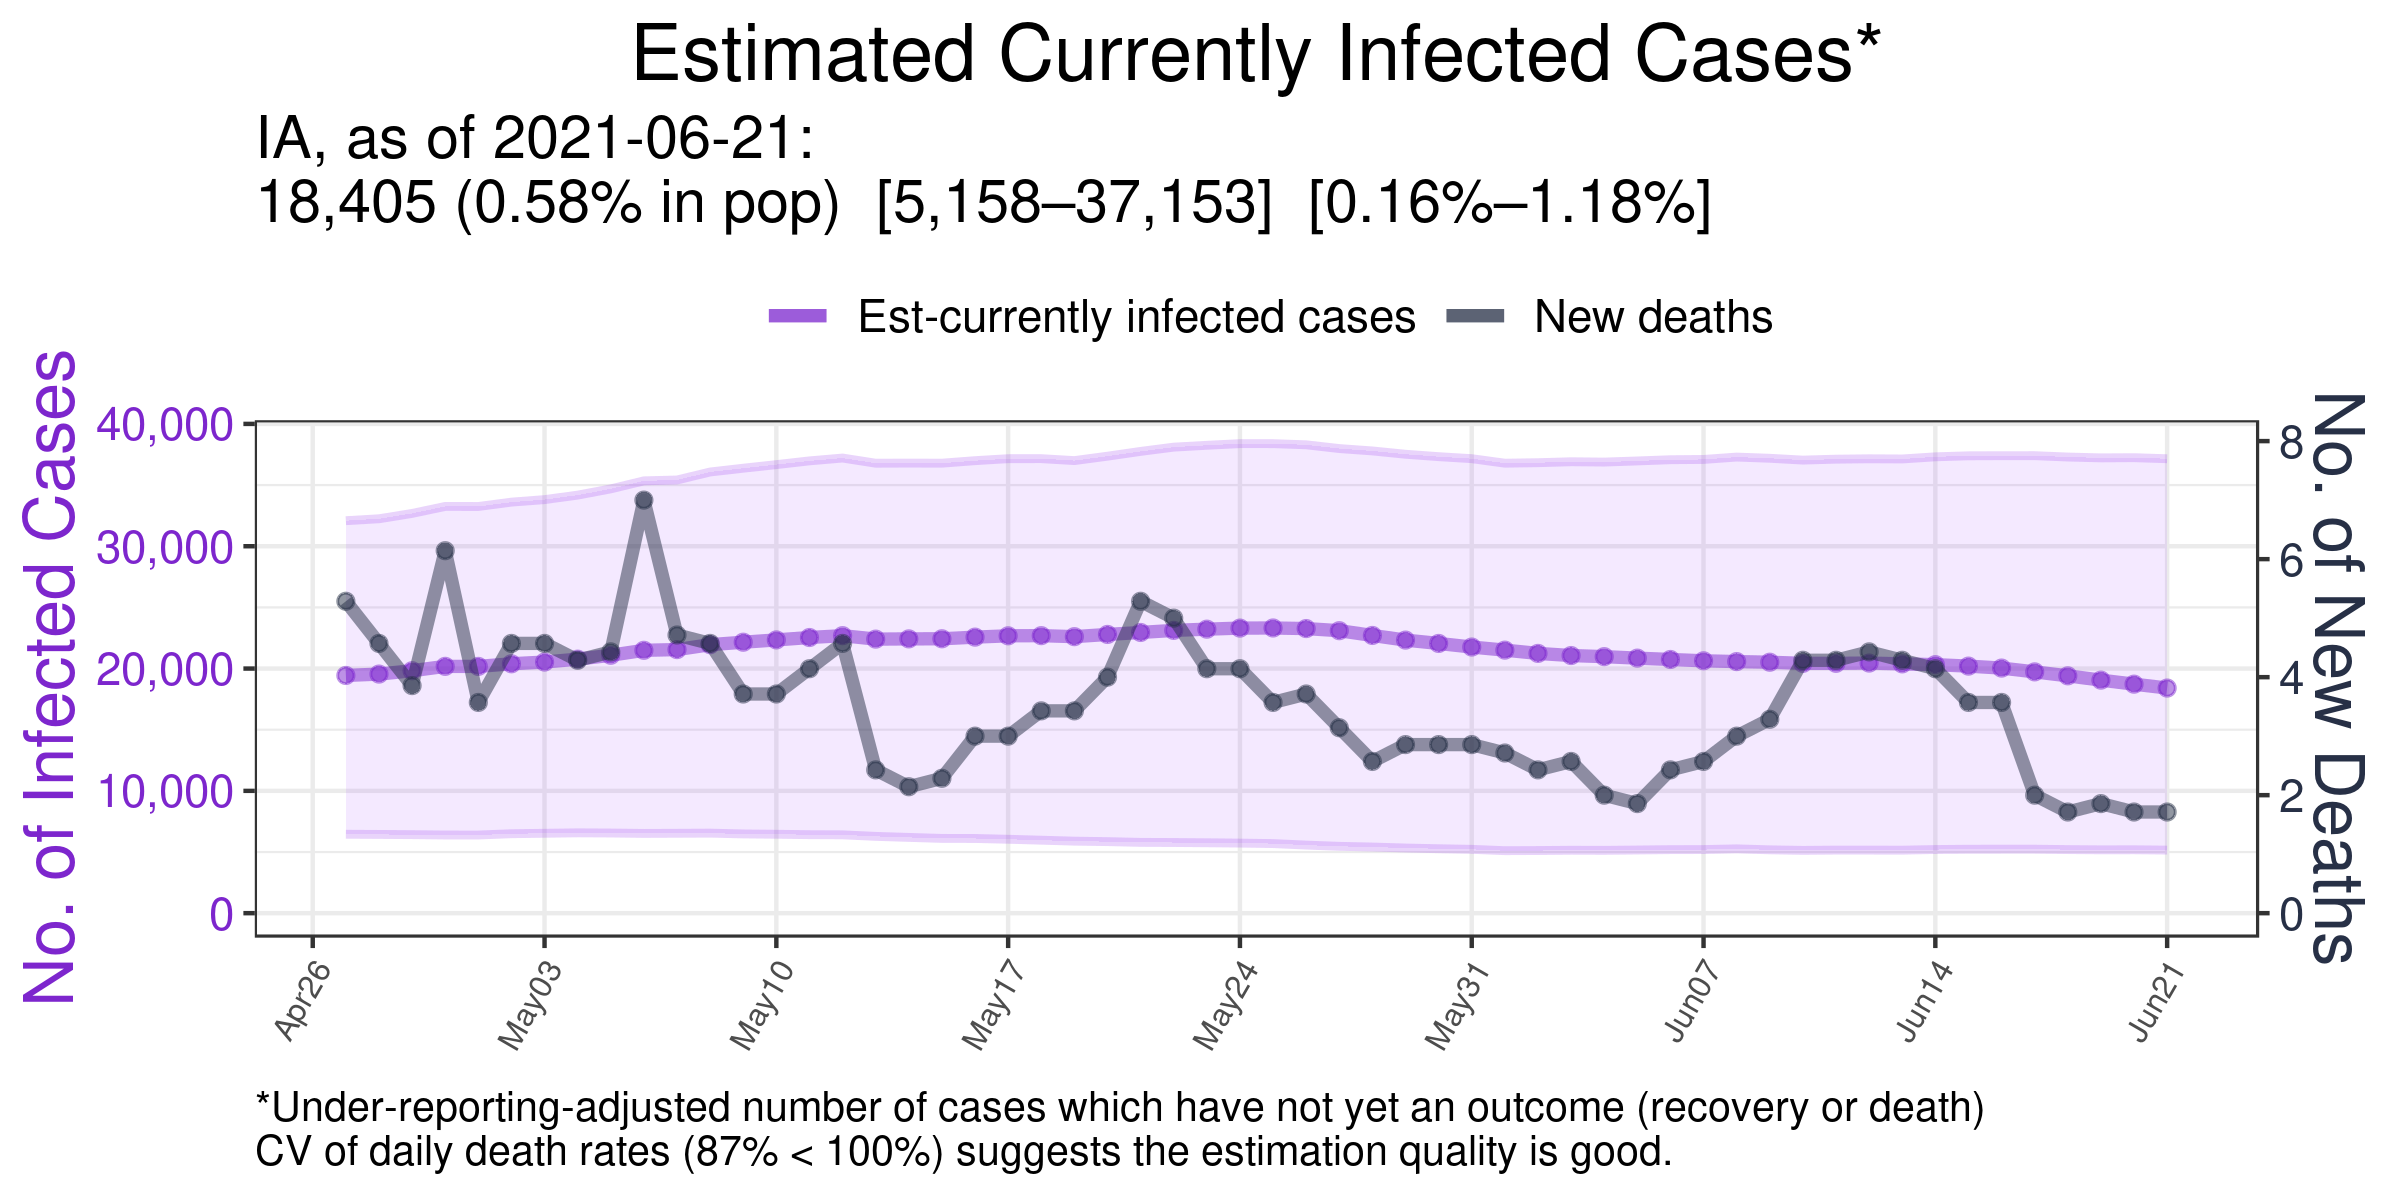 Estimated Currently Infected Cases*
IA, as of 2021-06-21:
18,405 (0.58% in pop)  [5,158–37,153]  [0.16%–1.18%]
Est-currently infected cases
New deaths
No. of Infected Cases
40,000
30,000
20,000
10,000
0
8
6
4
2
0
No. of New Deaths
Apr26
May03
May10
May17
May24
May31
Jun07
Jun14
Jun21
*Under-reporting-adjusted number of cases which have not yet an outcome (recovery or death)
CV of daily death rates (87% < 100%) suggests the estimation quality is good.